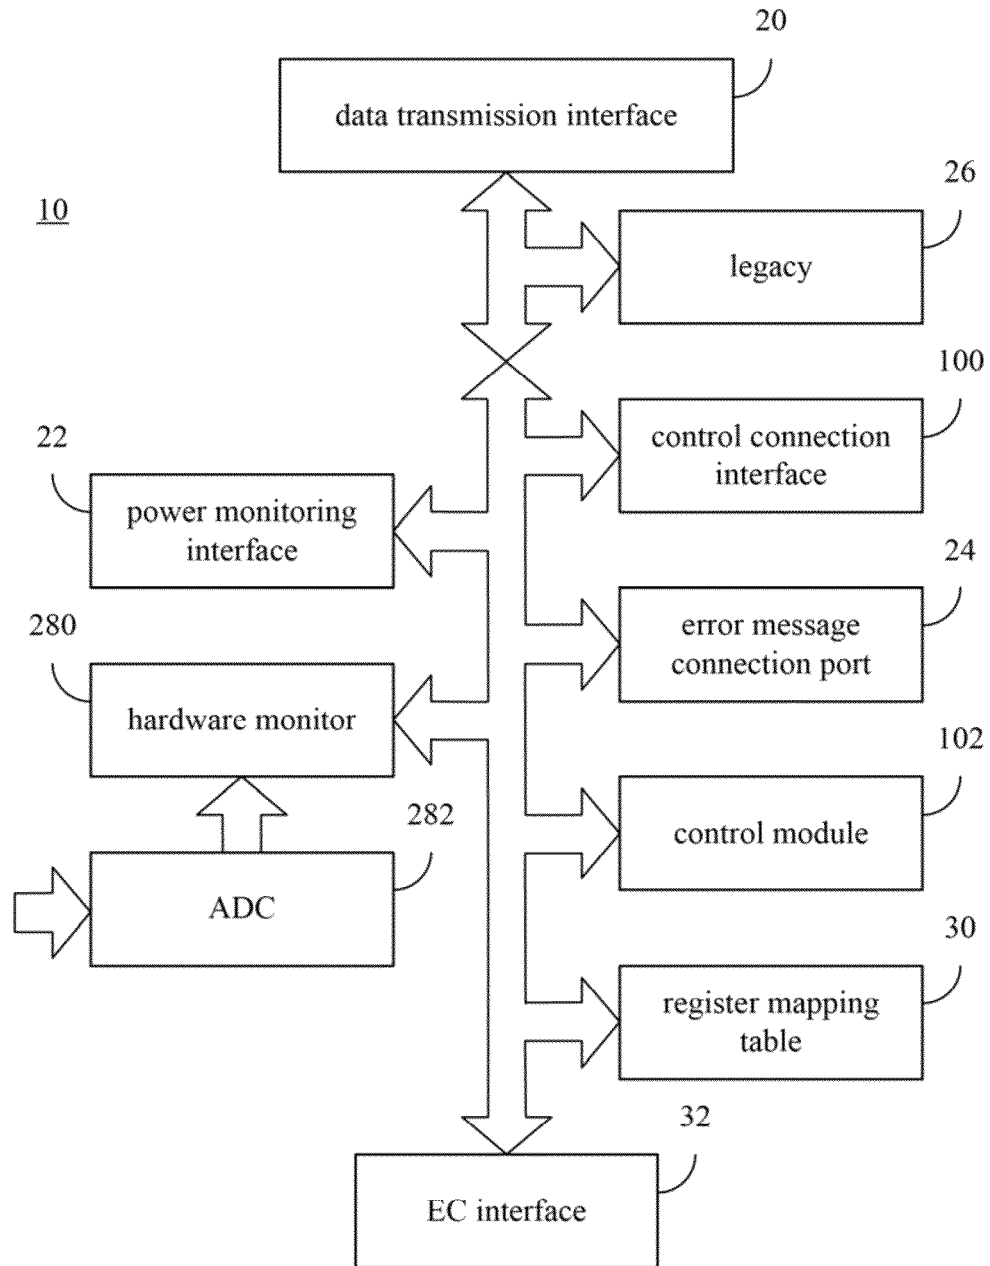 20
data transmission interface
26
10
legacy
100
control connection
interface
22
power monitoring
interface
24
error message
connection port
280
hardware monitor
102
control module
282
ADC
30
register mapping
table
32
EC interface